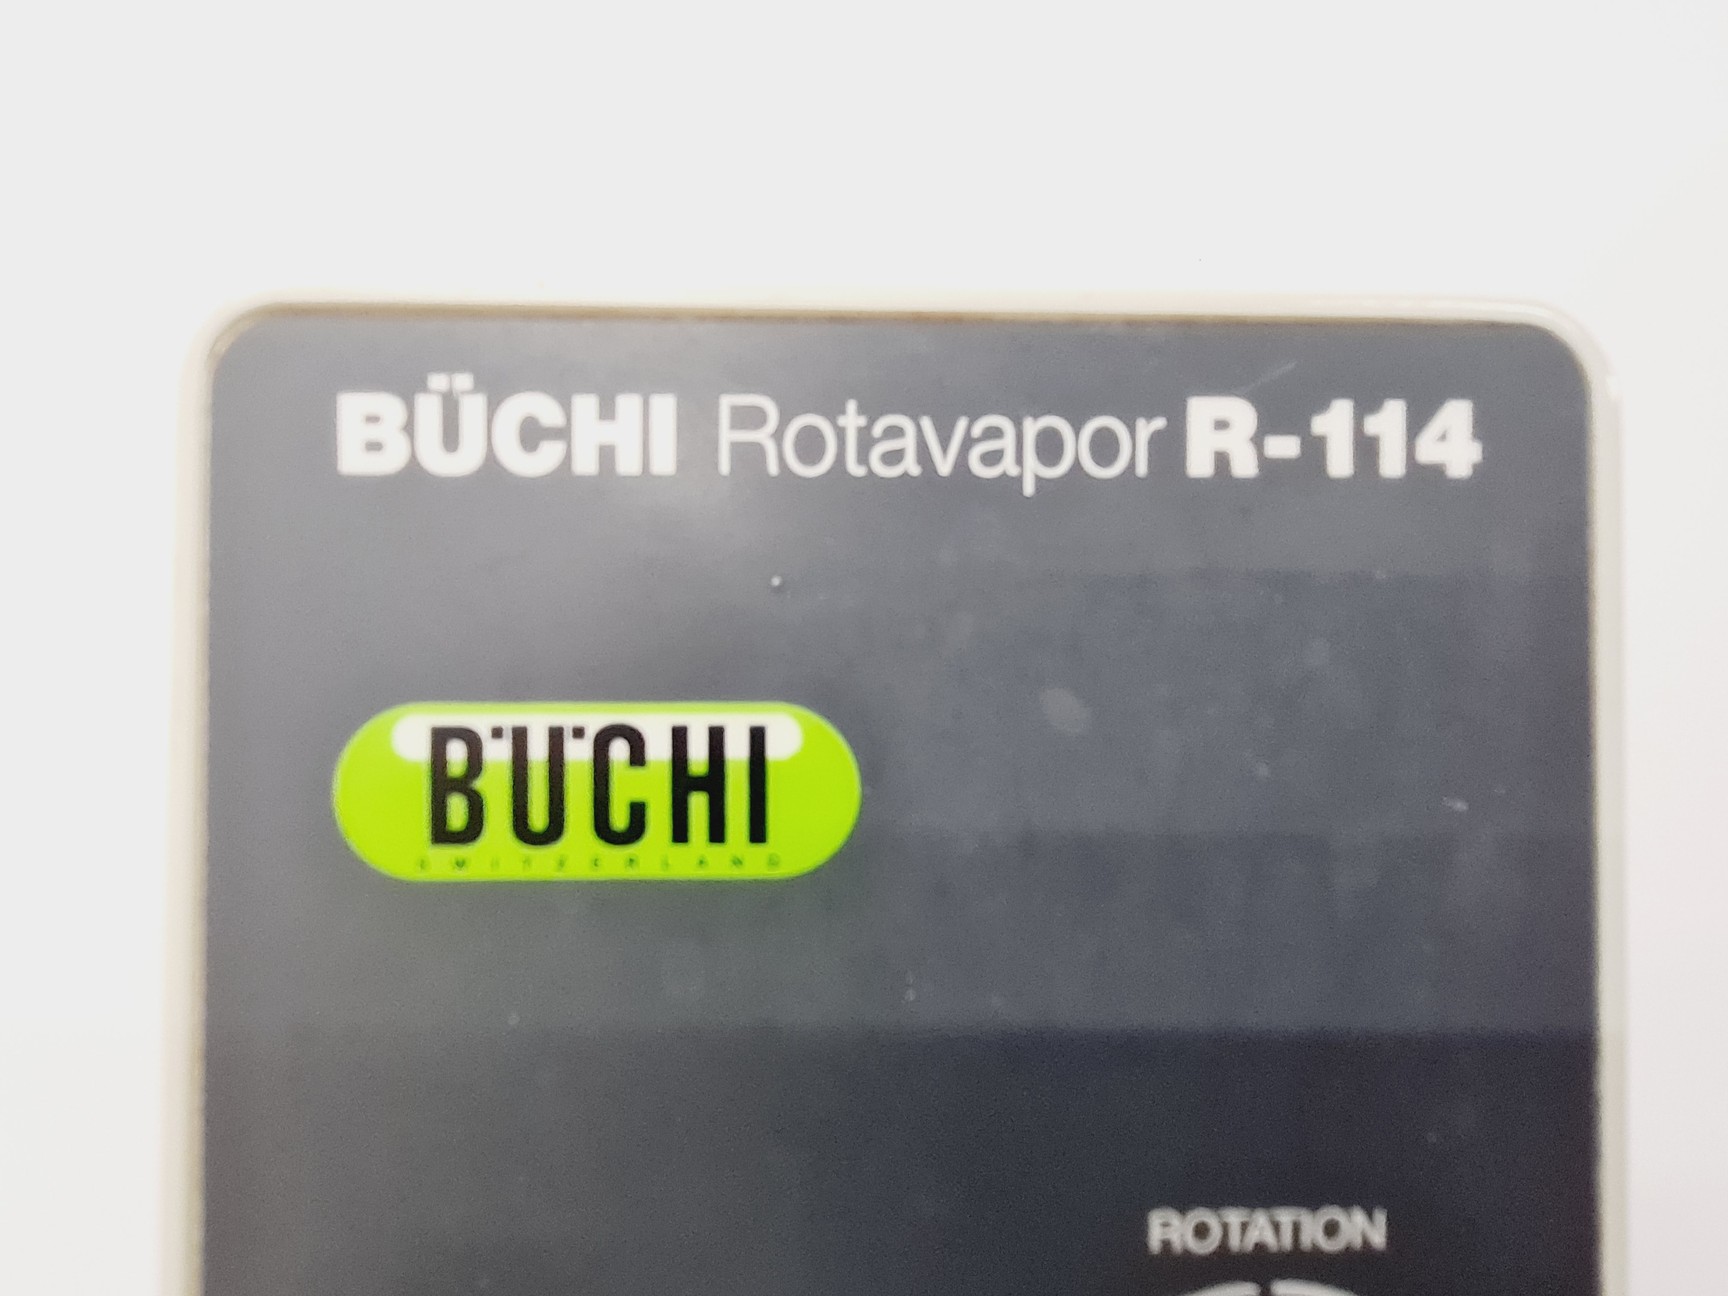 BÜCHI Rotavapor R-114
BÜCHI
SWITZERLAND
ROTATION